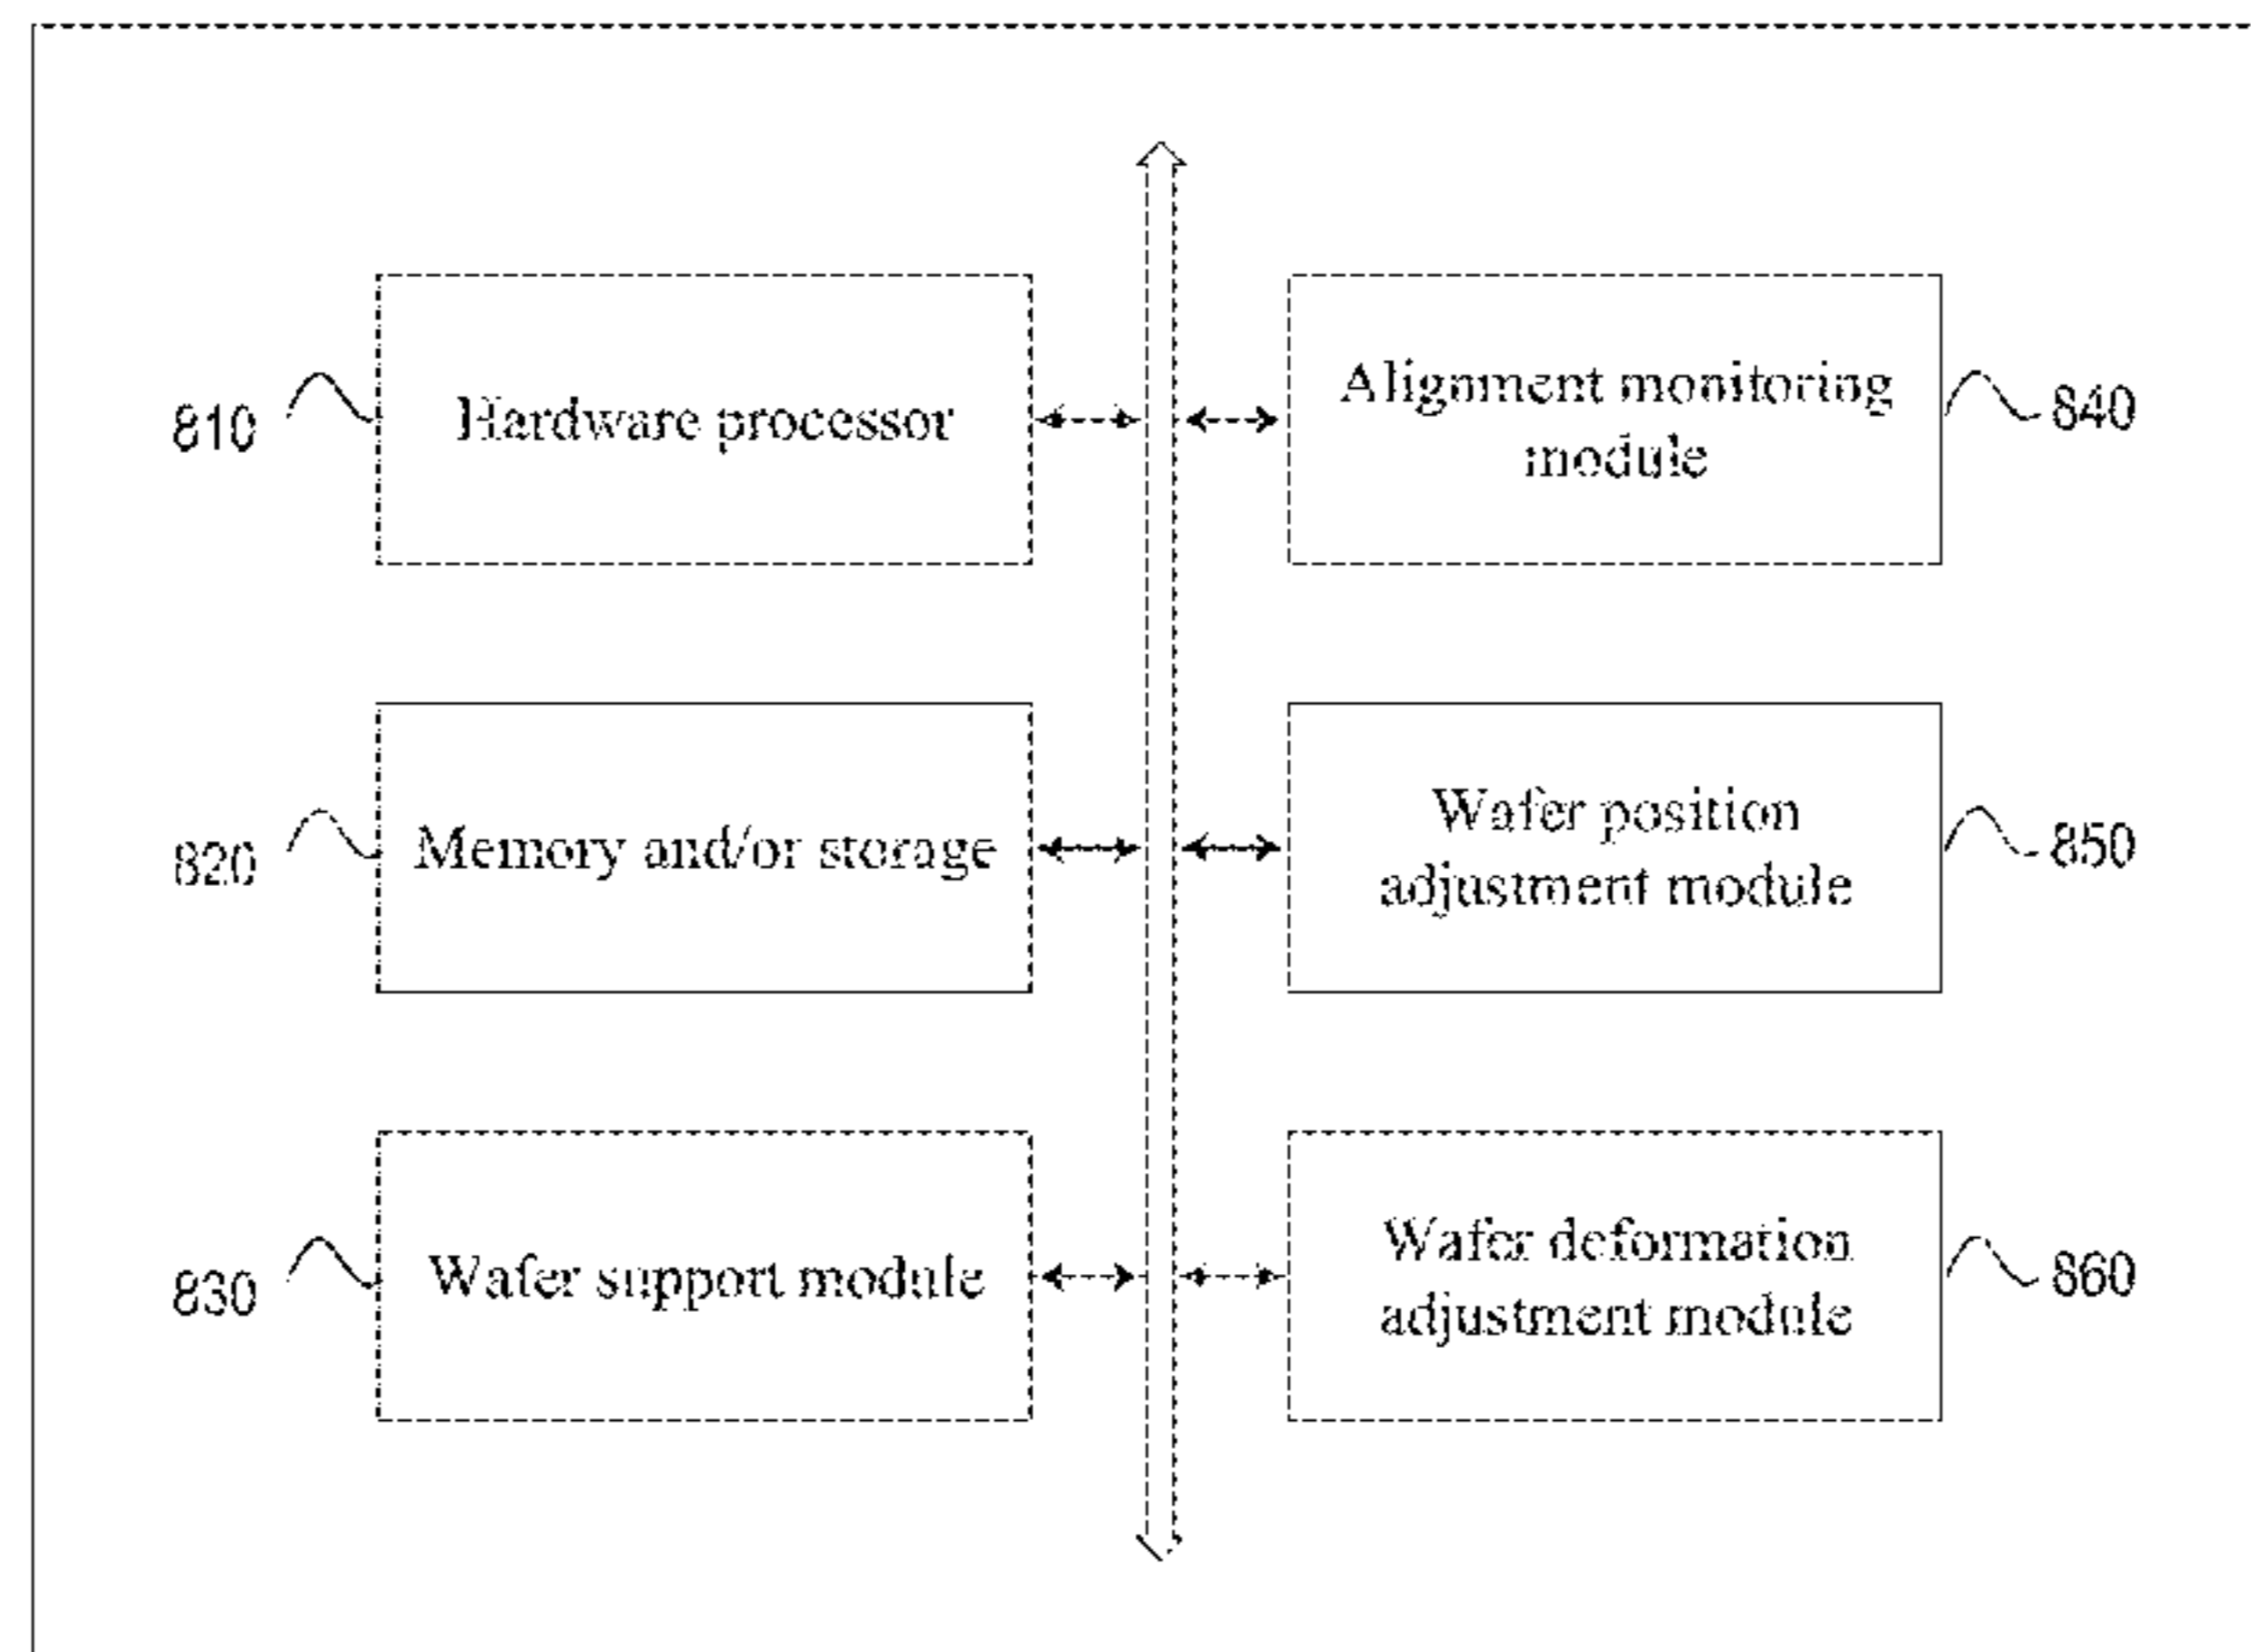 810
Hardware processor
Alignment monitoring
module
840
820
Memory and/or storage
Wafer position
adjustment module
850
830
Wafer support module
Wafer deformation
adjustment module
860